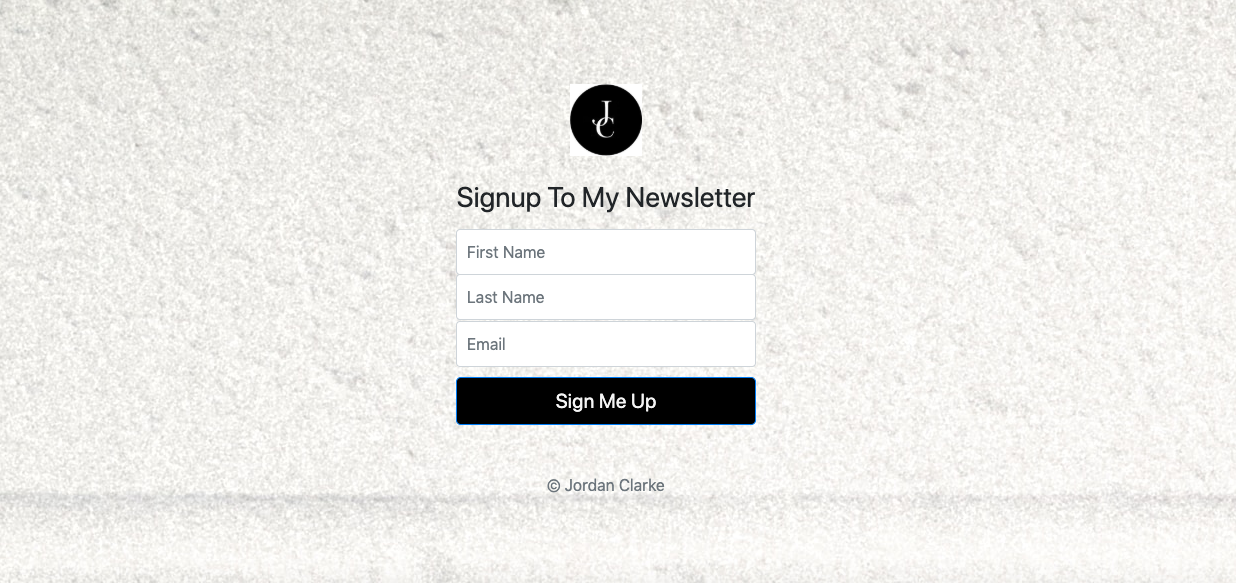 JC
Signup To My Newsletter
First Name
Last Name
Email
Sign Me Up
© Jordan Clarke